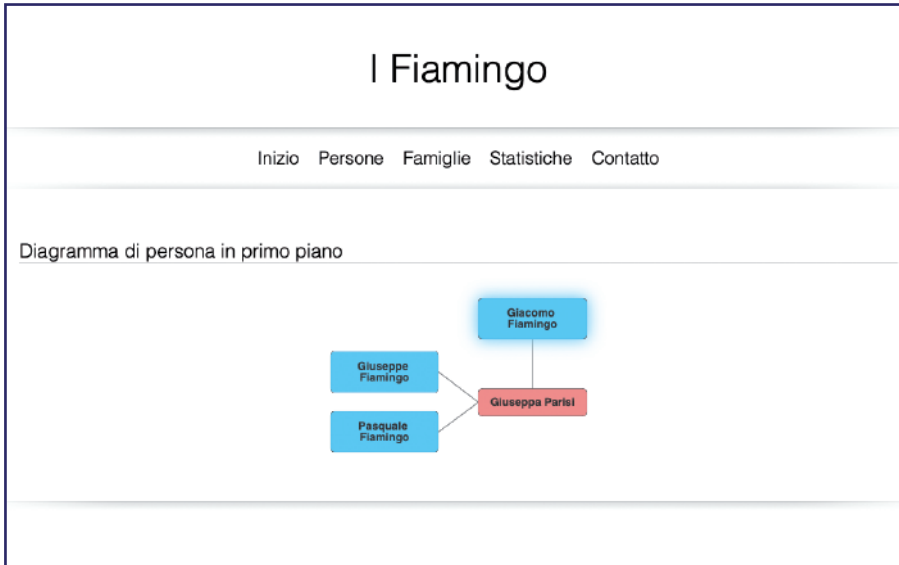 I Fiamingo
Inizio Persone Famiglie Statistiche Contatto
Diagramma di persona in primo piano
Giacomo
Fiamingo
Giuseppe
Fiamingo
Giuseppa Parisi
Pasquale
Fiamingo